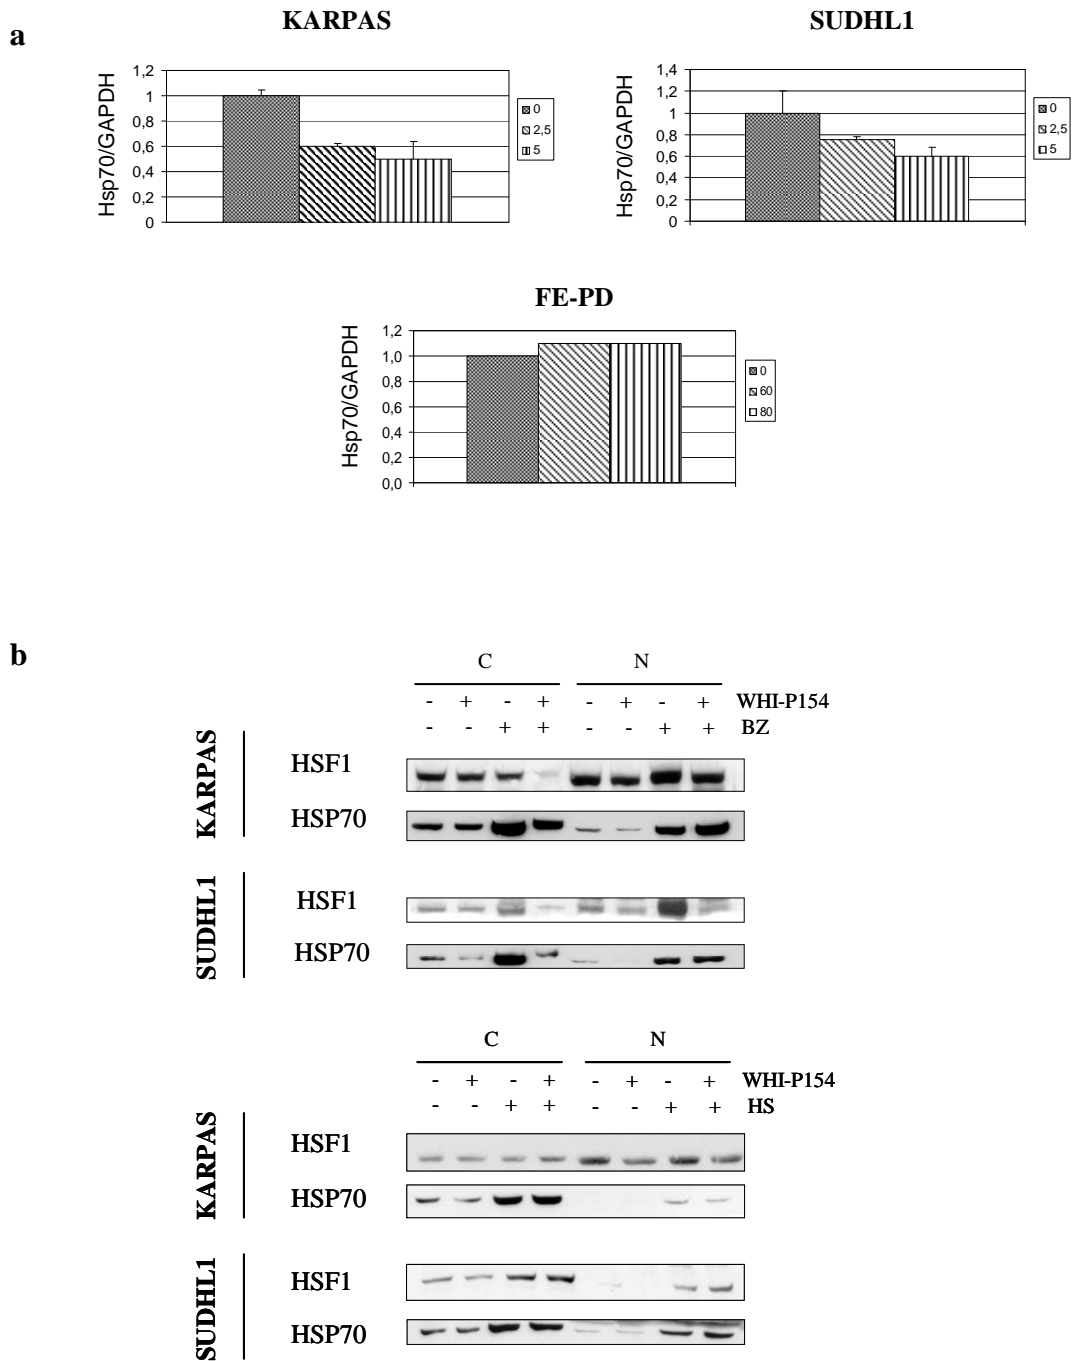 a
KARPAS
Hsp70/GAPDH
1,2
1
0,8
0,6
0,4
0,2
0
0
2,5
5
SUDHL1
Hsp70/GAPDH
1,4
1,2
1
0,8
0,6
0,4
0,2
0
0
2,5
5
FE-PD
Hsp70/GAPDH
1,2
1,0
0,8
0,6
0,4
0,2
0,0
0
60
80
b
C N
- + - + - + - + WHI-P154
- - + + - - + + BZ
KARPAS
HSF1
HSP70
SUDHL1
HSF1
HSP70
C N
- + - + - + - + WHI-P154
- - + + - - + + HS
KARPAS
HSF1
HSP70
SUDHL1
HSF1
HSP70